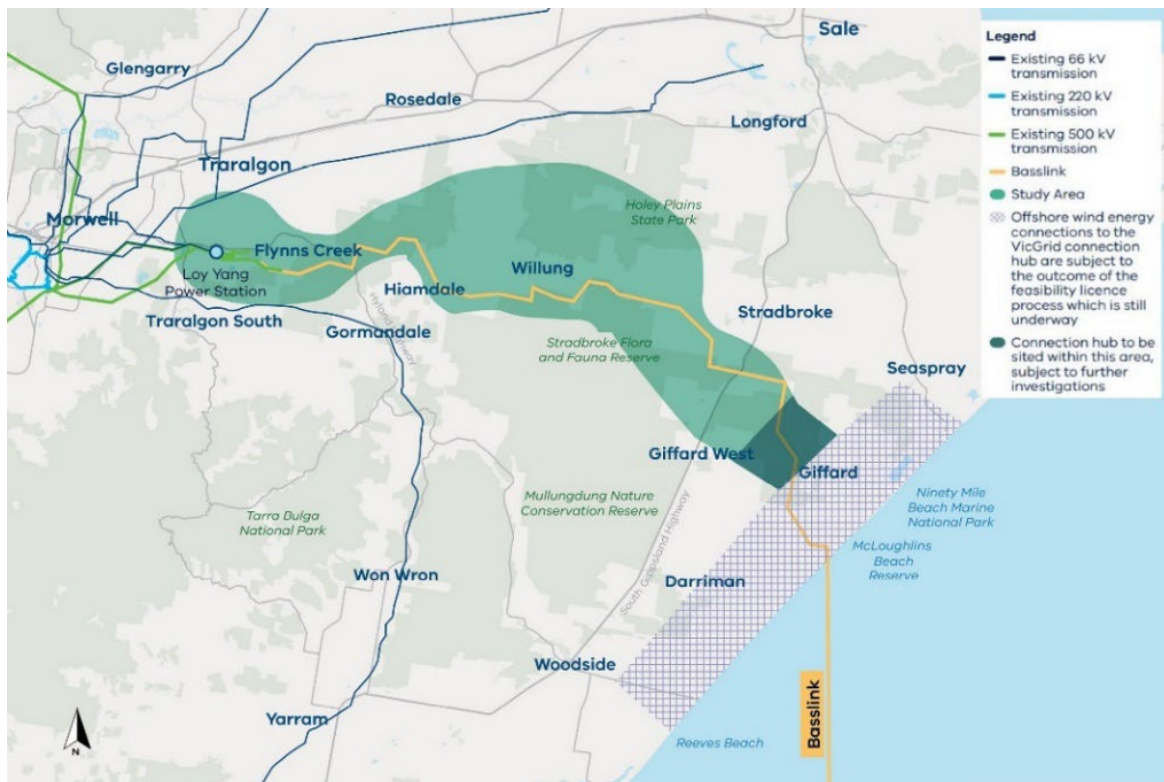 Sale
Glengarry
Rosedale
Longford
Traralgon
Morwell
Holey Plains
State Park
Flynns Creek
Loy Yang
Power Station
Willung
Hiamdale
Traralgon South
Gormandale
Hyland Highway
Stradbroke
Stradbroke Flora
and Fauna Reserve
Seaspray
Giffard West
Giffard
Mullungdung Nature
Conservation Reserve
South Gippsland Highway
Ninety Mile
Beach Marine
National Park
Tarra Bulga
National Park
McLoughlins
Beach
Reserve
Won Wron
Darriman
Woodside
Basslink
Yarram
Reeves Beach
N
Legend
Existing 66 kV
transmission
Existing 220 kV
transmission
Existing 500 kV
transmission
Basslink
Study Area
Offshore wind energy
connections to the
VicGrid connection
hub are subject to
the outcome of the
feasibility licence
process which is still
underway
Connection hub to be
sited within this area,
subject to further
investigations